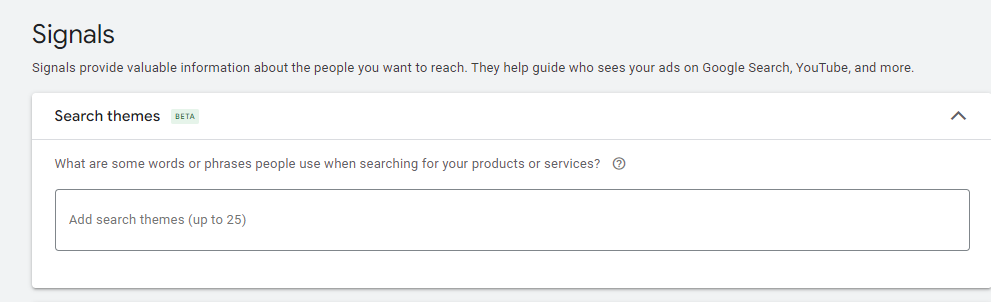 Signals
Signals provide valuable information about the people you want to reach. They help guide who sees your ads on Google Search, YouTube, and more.
Search themes BETA
What are some words or phrases people use when searching for your products or services?
Add search themes (up to 25)